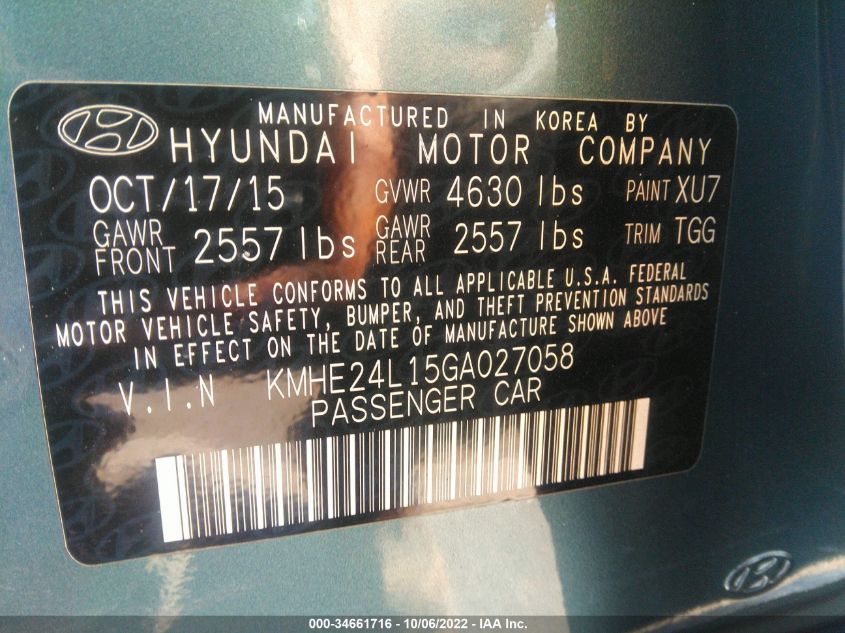 MANUFACTURED IN KOREA BY
HYUNDAI MOTOR COMPANY
OCT/17/15 GVWR 4630 lbs PAINT XU7
GAWR FRONT 2557 lbs GAWR REAR 2557 lbs TRIM TGG
THIS VEHICLE CONFORMS TO ALL APPLICABLE U.S.A. FEDERAL
MOTOR VEHICLE SAFETY, BUMPER, AND THEFT PREVENTION STANDARDS
IN EFFECT ON THE DATE OF MANUFACTURE SHOWN ABOVE
V.I.N KMHE24L15GA027058
PASSENGER CAR
000-34661716 - 10/06/2022 - IAA Inc.